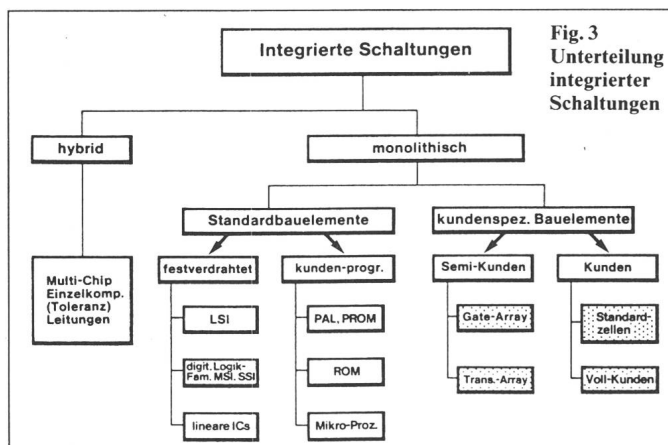 Integrierte Schaltungen
Fig. 3
Unterteilung
integrierter
Schaltungen
hybrid
monolithisch
Standardbauelemente
kundenspez. Bauelemente
Multi-Chip
Einzelkomp.
(Toleranz)
Leitungen
festverdrahtet
kunden-progr.
Semi-Kunden
Kunden
LSI
PAL, PROM
Gate-Array
Standard-
zellen
digit. Logik-
Fam. MSI. SSI
ROM
Trans.-Array
Voll-Kunden
lineare ICs
Mikro-Proz.